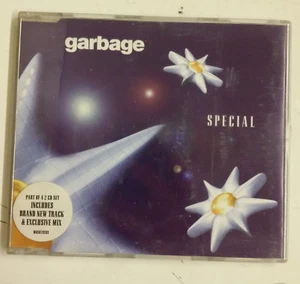 garbage
SPECIAL
PART OF A 2 CD SET
INCLUDES
BRAND NEW TRACK
& EXCLUSIVE MIX